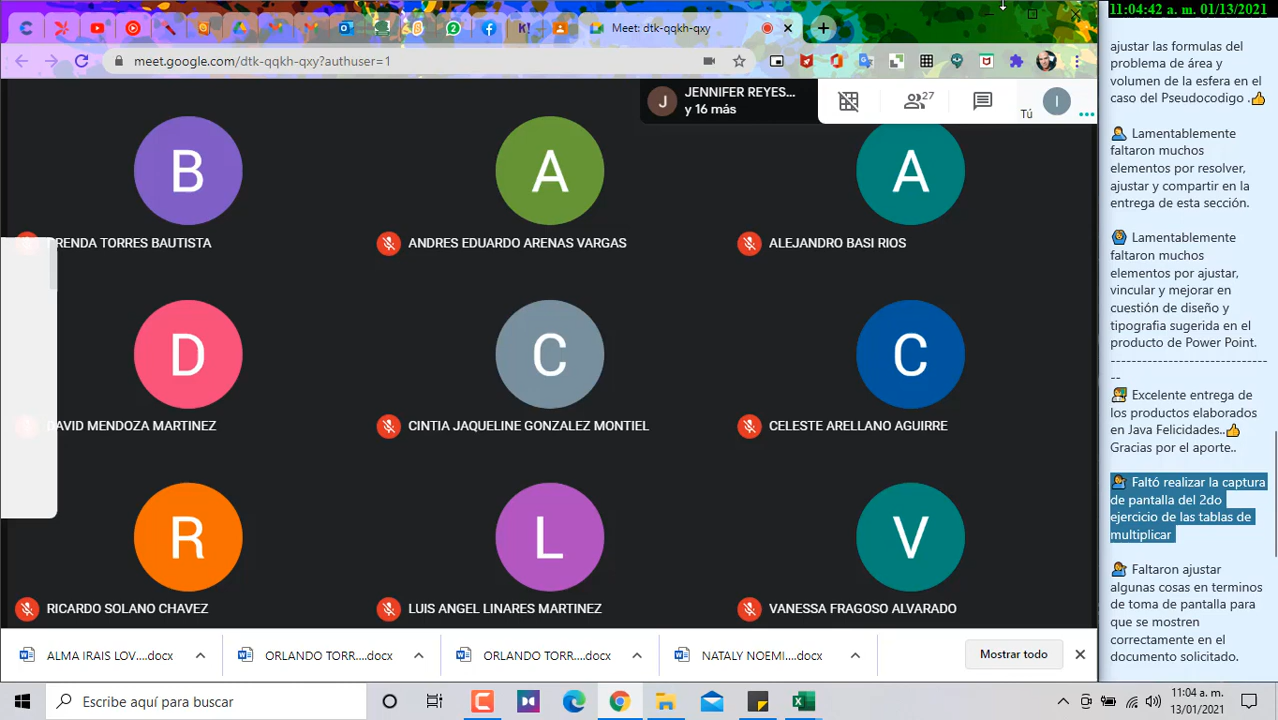 K!
Meet: dtk-qqkh-qxy
meet.google.com/dtk-qqkh-qxy?authuser=1
J
JENNIFER REYES...
y 16 más
27
Tú
I
B
A
A
RENDA TORRES BAUTISTA
ANDRES EDUARDO ARENAS VARGAS
ALEJANDRO BASI RIOS
D
C
C
DAVID MENDOZA MARTINEZ
CINTIA JAQUELINE GONZALEZ MONTIEL
CELESTE ARELLANO AGUIRRE
R
L
V
RICARDO SOLANO CHAVEZ
LUIS ANGEL LINARES MARTINEZ
VANESSA FRAGOSO ALVARADO
ALMA IRAIS LOV....docx
ORLANDO TORR....docx
ORLANDO TORR....docx
NATALY NOEMI....docx
Mostrar todo
Escribe aquí para buscar
11:04 a. m.
13/01/2021
11:04:42 a. m. 01/13/2021
ajustar las formulas del
problema de área y
volumen de la esfera en el
caso del Pseudocodigo .👍
Lamentablemente
faltaron muchos
elementos por resolver,
ajustar y compartir en la
entrega de esta sección.
Lamentablemente
faltaron muchos
elementos por ajustar,
vincular y mejorar en
cuestión de diseño y
tipografia sugerida en el
producto de Power Point.
------------------------------
--
Excelente entrega de
los productos elaborados
en Java Felicidades..👍
Gracias por el aporte..
Faltó realizar la captura
de pantalla del 2do
ejercicio de las tablas de
multiplicar
Faltaron ajustar
algunas cosas en terminos
de toma de pantalla para
que se mostren
correctamente en el
documento solicitado.